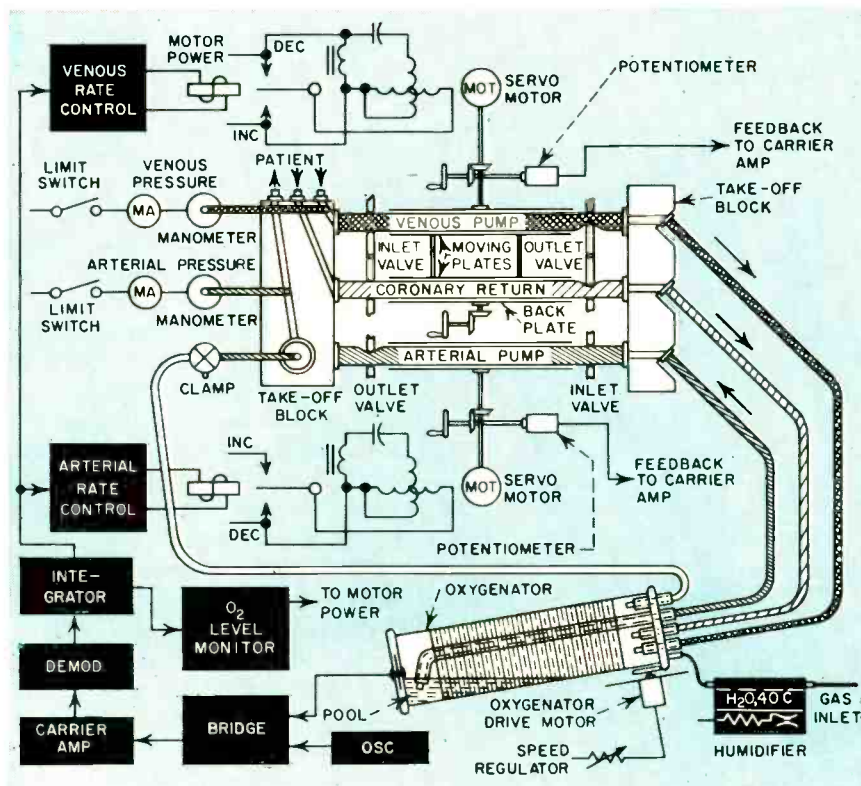 MOTOR POWER
DEC
VENOUS RATE CONTROL
INC
MOT
SERVO MOTOR
POTENTIOMETER
FEEDBACK TO CARRIER AMP
TAKE-OFF BLOCK
LIMIT SWITCH
VENOUS PRESSURE
PATIENT
MA
MANOMETER
VENOUS PUMP
INLET VALVE
MOVING PLATES
OUTLET VALVE
ARTERIAL PRESSURE
MA
LIMIT SWITCH
MANOMETER
CORONARY RETURN
BACK PLATE
ARTERIAL PUMP
CLAMP
TAKE-OFF BLOCK
OUTLET VALVE
INLET VALVE
ARTERIAL RATE CONTROL
INC
DEC
MOT
SERVO MOTOR
FEEDBACK TO CARRIER AMP
POTENTIOMETER
INTE-GRATOR
O2 LEVEL MONITOR
TO MOTOR POWER
OXYGENATOR
DEMOD
CARRIER AMP
BRIDGE
POOL
OSC
OXYGENATOR DRIVE MOTOR
SPEED REGULATOR
H2O,40°C
HUMIDIFIER
GAS INLET